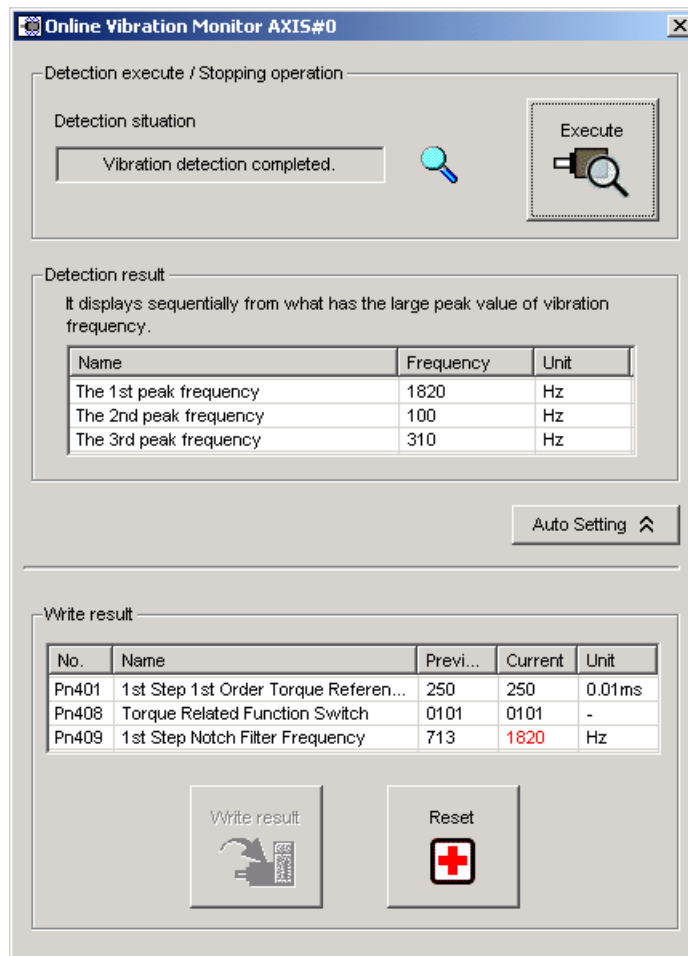 Online Vibration Monitor AXIS#0
Detection execute / Stopping operation
Detection situation
Vibration detection completed.
Execute
Detection result
It displays sequentially from what has the large peak value of vibration
frequency.
Name Frequency Unit
The 1st peak frequency 1820 Hz
The 2nd peak frequency 100 Hz
The 3rd peak frequency 310 Hz
Auto Setting
Write result
No. Name Previ... Current Unit
Pn401 1st Step 1st Order Torque Referen... 250 250 0.01ms
Pn408 Torque Related Function Switch 0101 0101 -
Pn409 1st Step Notch Filter Frequency 713 1820 Hz
Write result
Reset